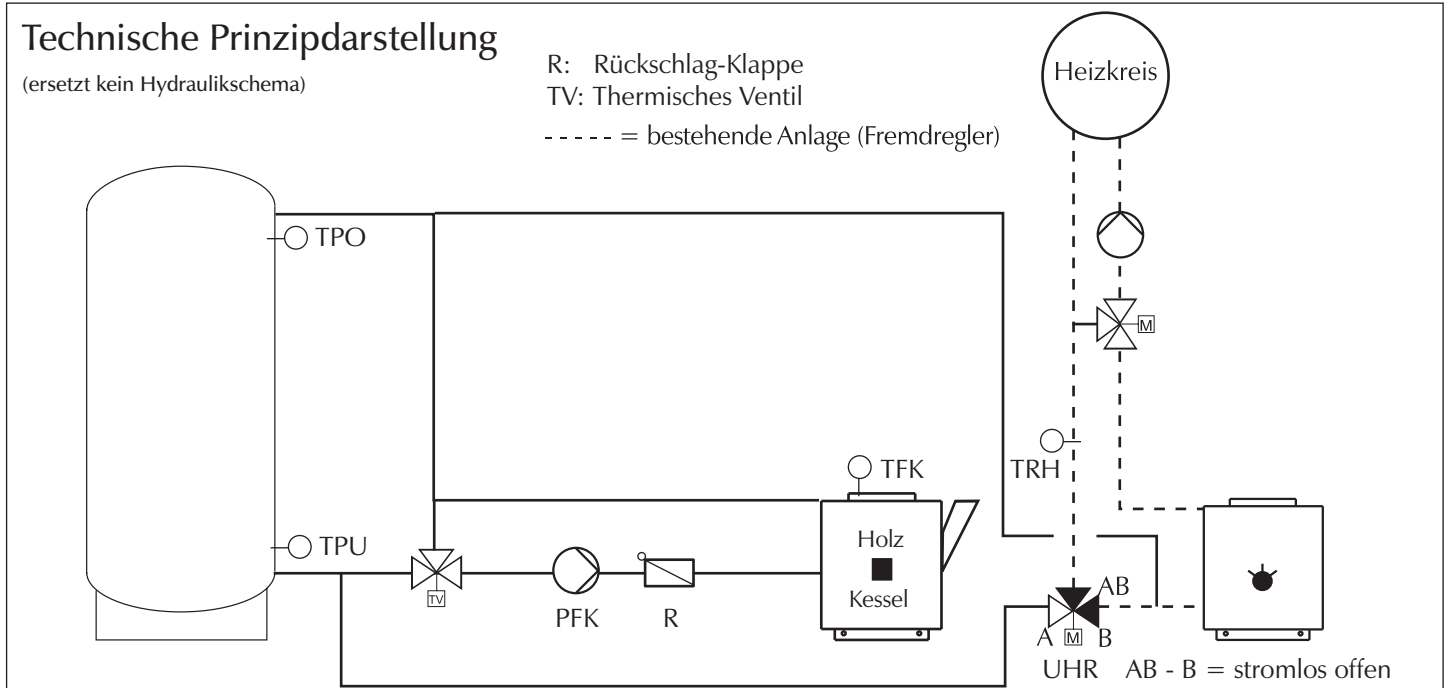 Technische Prinzipdarstellung
(ersetzt kein Hydraulikschema)
R: Rückschlag-Klappe
TV: Thermisches Ventil
----- = bestehende Anlage (Fremdregler)
Heizkreis
TPO
M
TRH
TFK
TPU
Holz
Kessel
TV
PFK
R
AB
A
M
B
UHR AB - B = stromlos offen